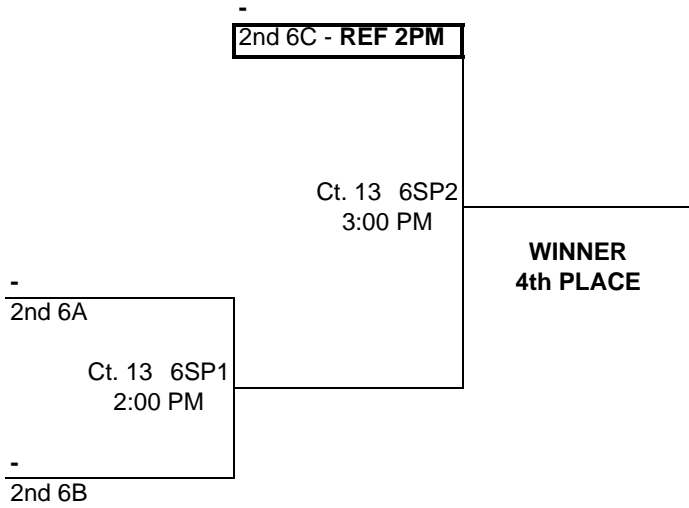 -
2nd 6C - REF 2PM
Ct. 13 6SP2
3:00 PM
WINNER
4th PLACE
-
2nd 6A
Ct. 13 6SP1
2:00 PM
-
2nd 6B